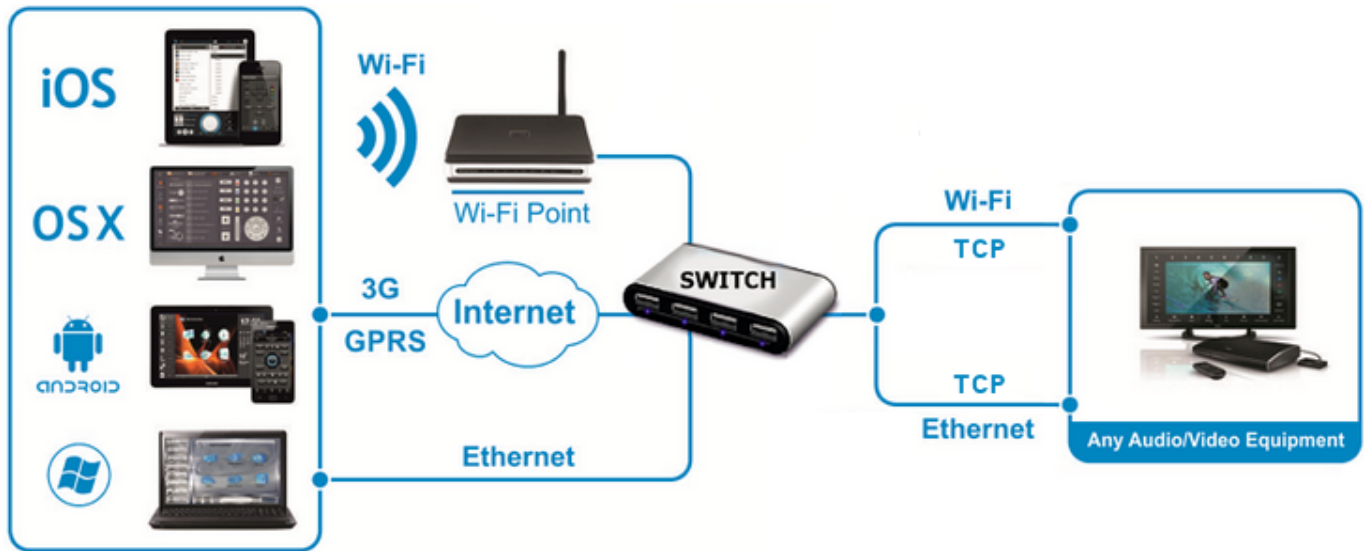 iOS
OS X
ANDROID
Wi-Fi
Wi-Fi Point
3G
GPRS
Internet
Ethernet
SWITCH
Wi-Fi
TCP
TCP
Ethernet
Any Audio/Video Equipment